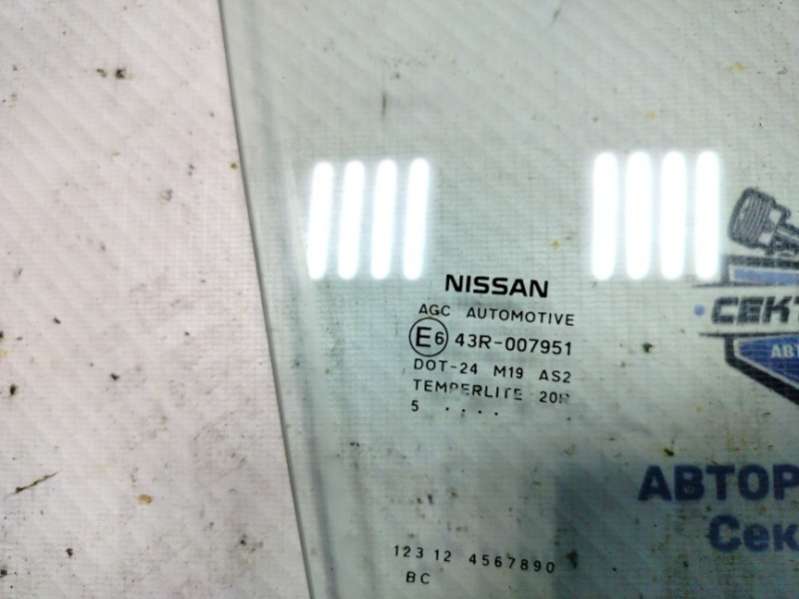 NISSAN
AGC AUTOMOTIVE
E6 43R-007951
DOT-24 M19 AS2
TEMPERLITE
5 ....
123 12 4567890
BC
СЕКТ
АВТ
АВТОР
Сек